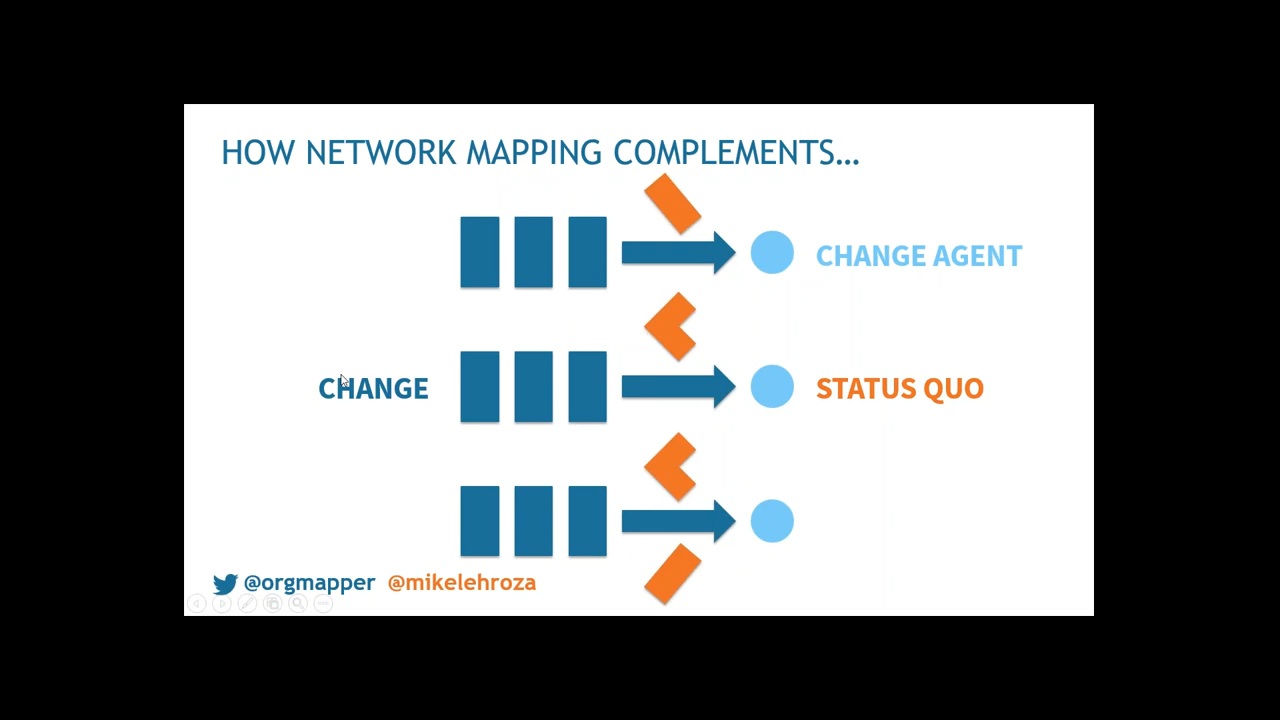 HOW NETWORK MAPPING COMPLEMENTS...
CHANGE AGENT
CHANGE
STATUS QUO
@orgmapper @mikelehroza